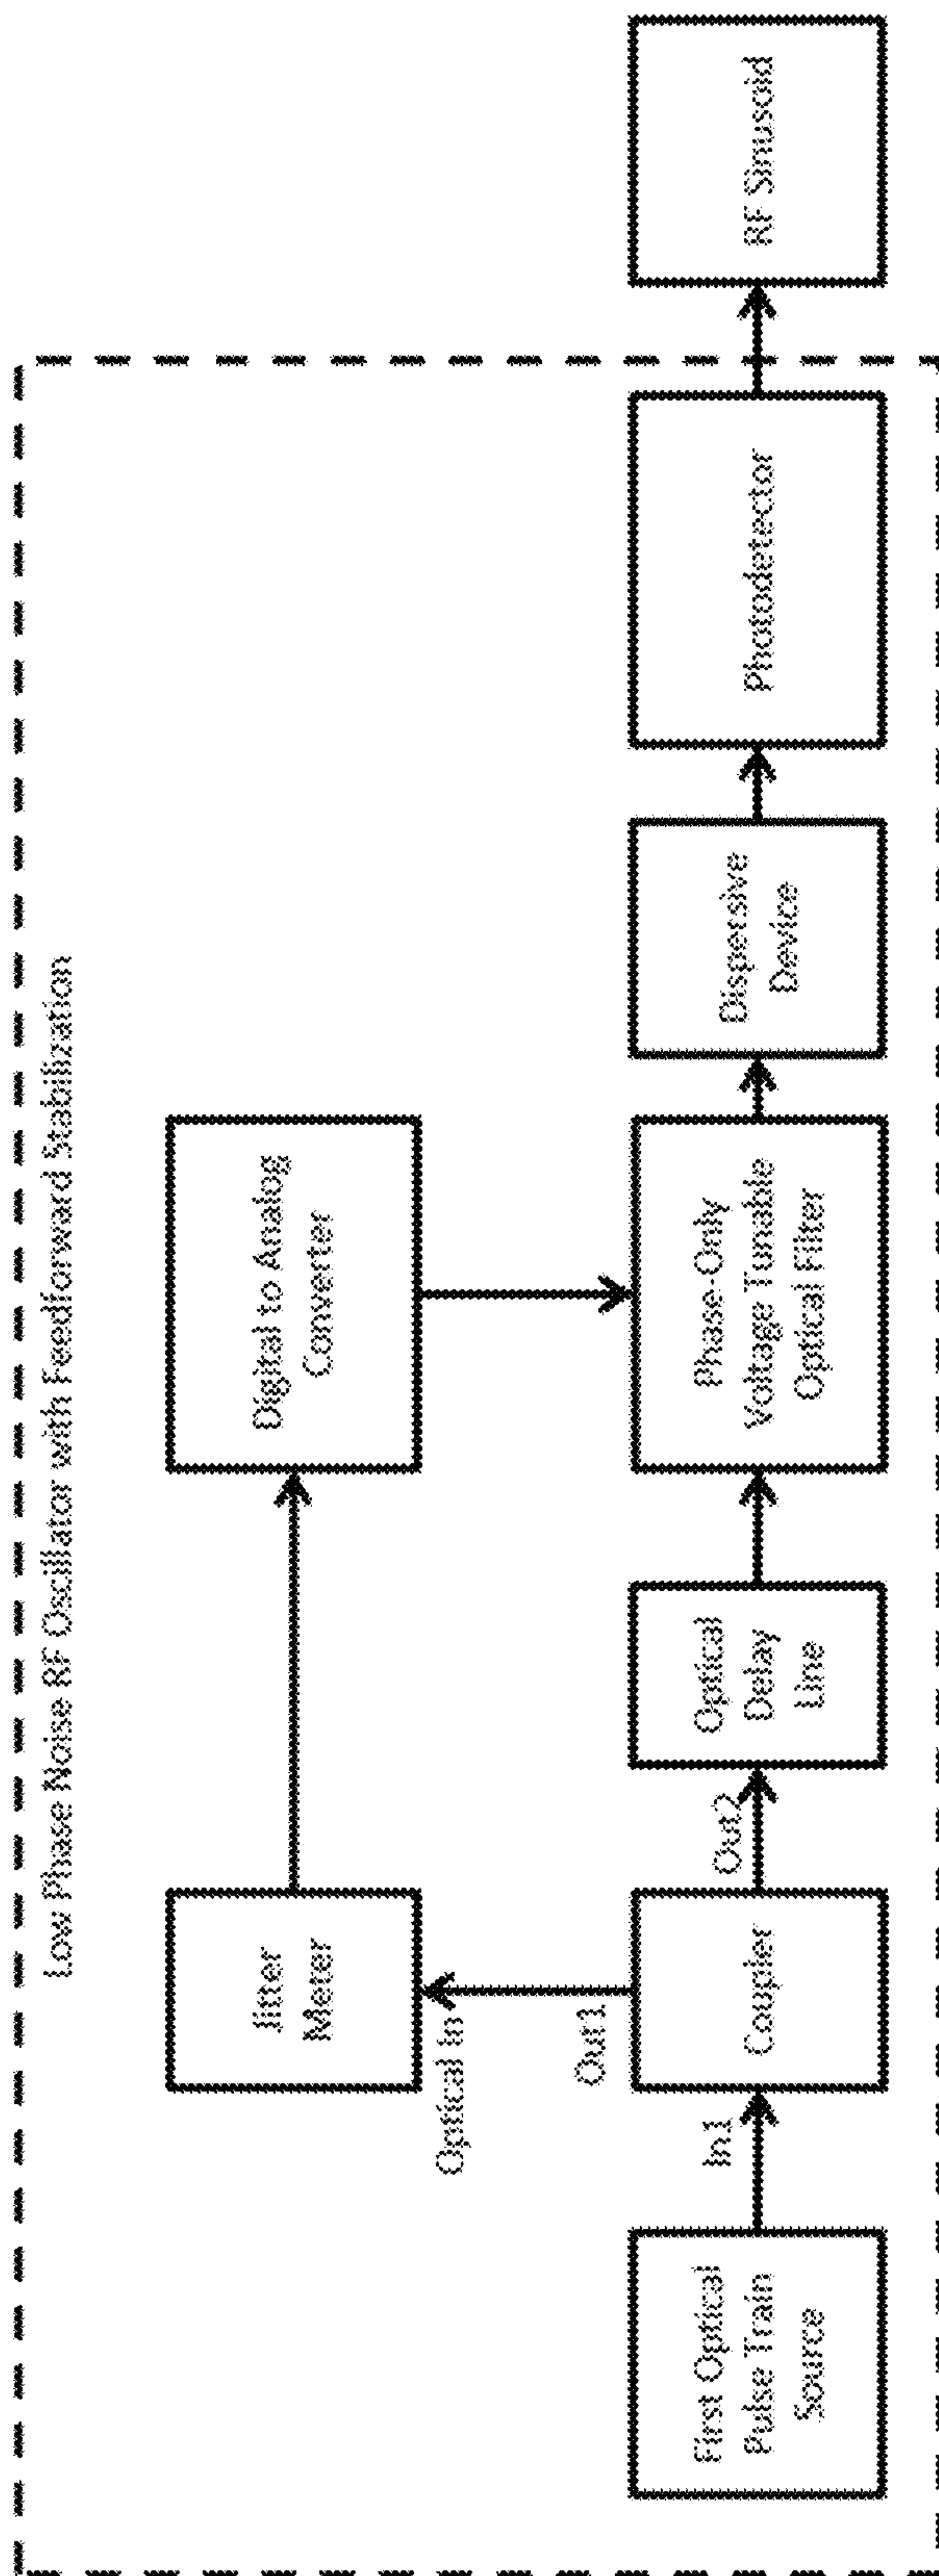 Low Phase Noise RF Oscillator with Feedforward Stabilization
Jitter
Meter
Digital to Analog
Converter
Optical In
Out1
First Optical
Pulse Train
Source
In1
Coupler
Out2
Optical
Delay
Line
Phase-Only
Voltage Tunable
Optical Filter
Dispersive
Device
Photodetector
RF Sinusoid